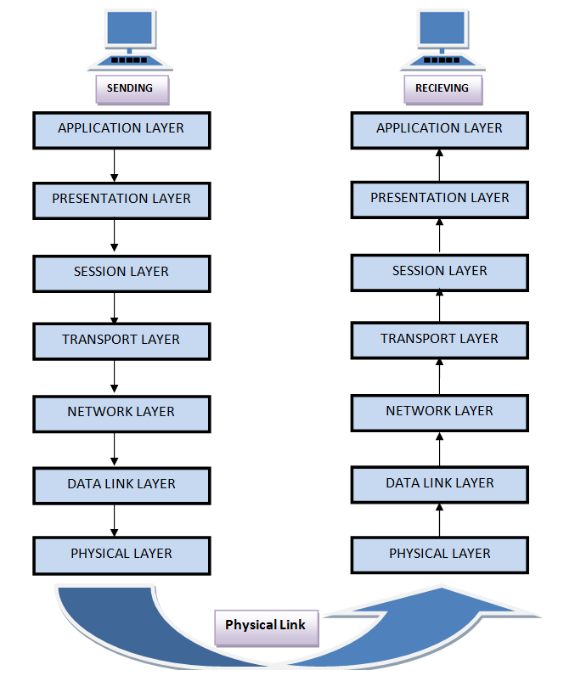 SENDING
RECIEVING
APPLICATION LAYER
APPLICATION LAYER
PRESENTATION LAYER
PRESENTATION LAYER
SESSION LAYER
SESSION LAYER
TRANSPORT LAYER
TRANSPORT LAYER
NETWORK LAYER
NETWORK LAYER
DATA LINK LAYER
DATA LINK LAYER
PHYSICAL LAYER
PHYSICAL LAYER
Physical Link